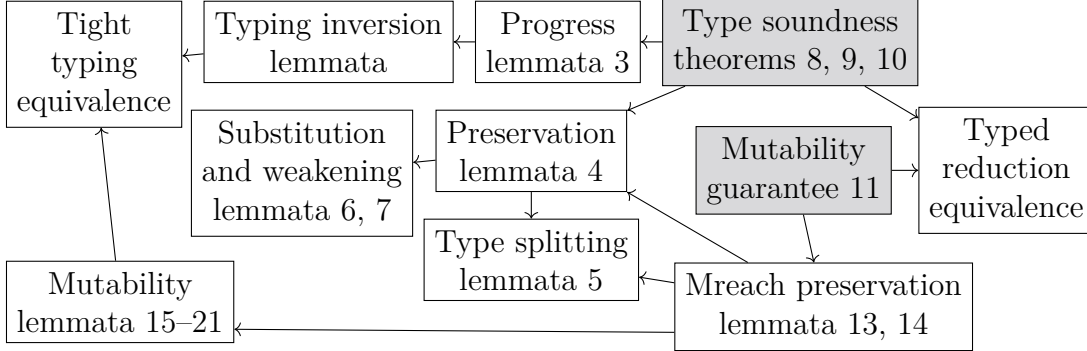 Tight
typing
equivalence
Typing inversion
lemmata
Progress
lemmata 3
Type soundness
theorems 8, 9, 10
Substitution
and weakening
lemmata 6, 7
Preservation
lemmata 4
Mutability
guarantee 11
Typed
reduction
equivalence
Type splitting
lemmata 5
Mutability
lemmata 15–21
Mreach preservation
lemmata 13, 14